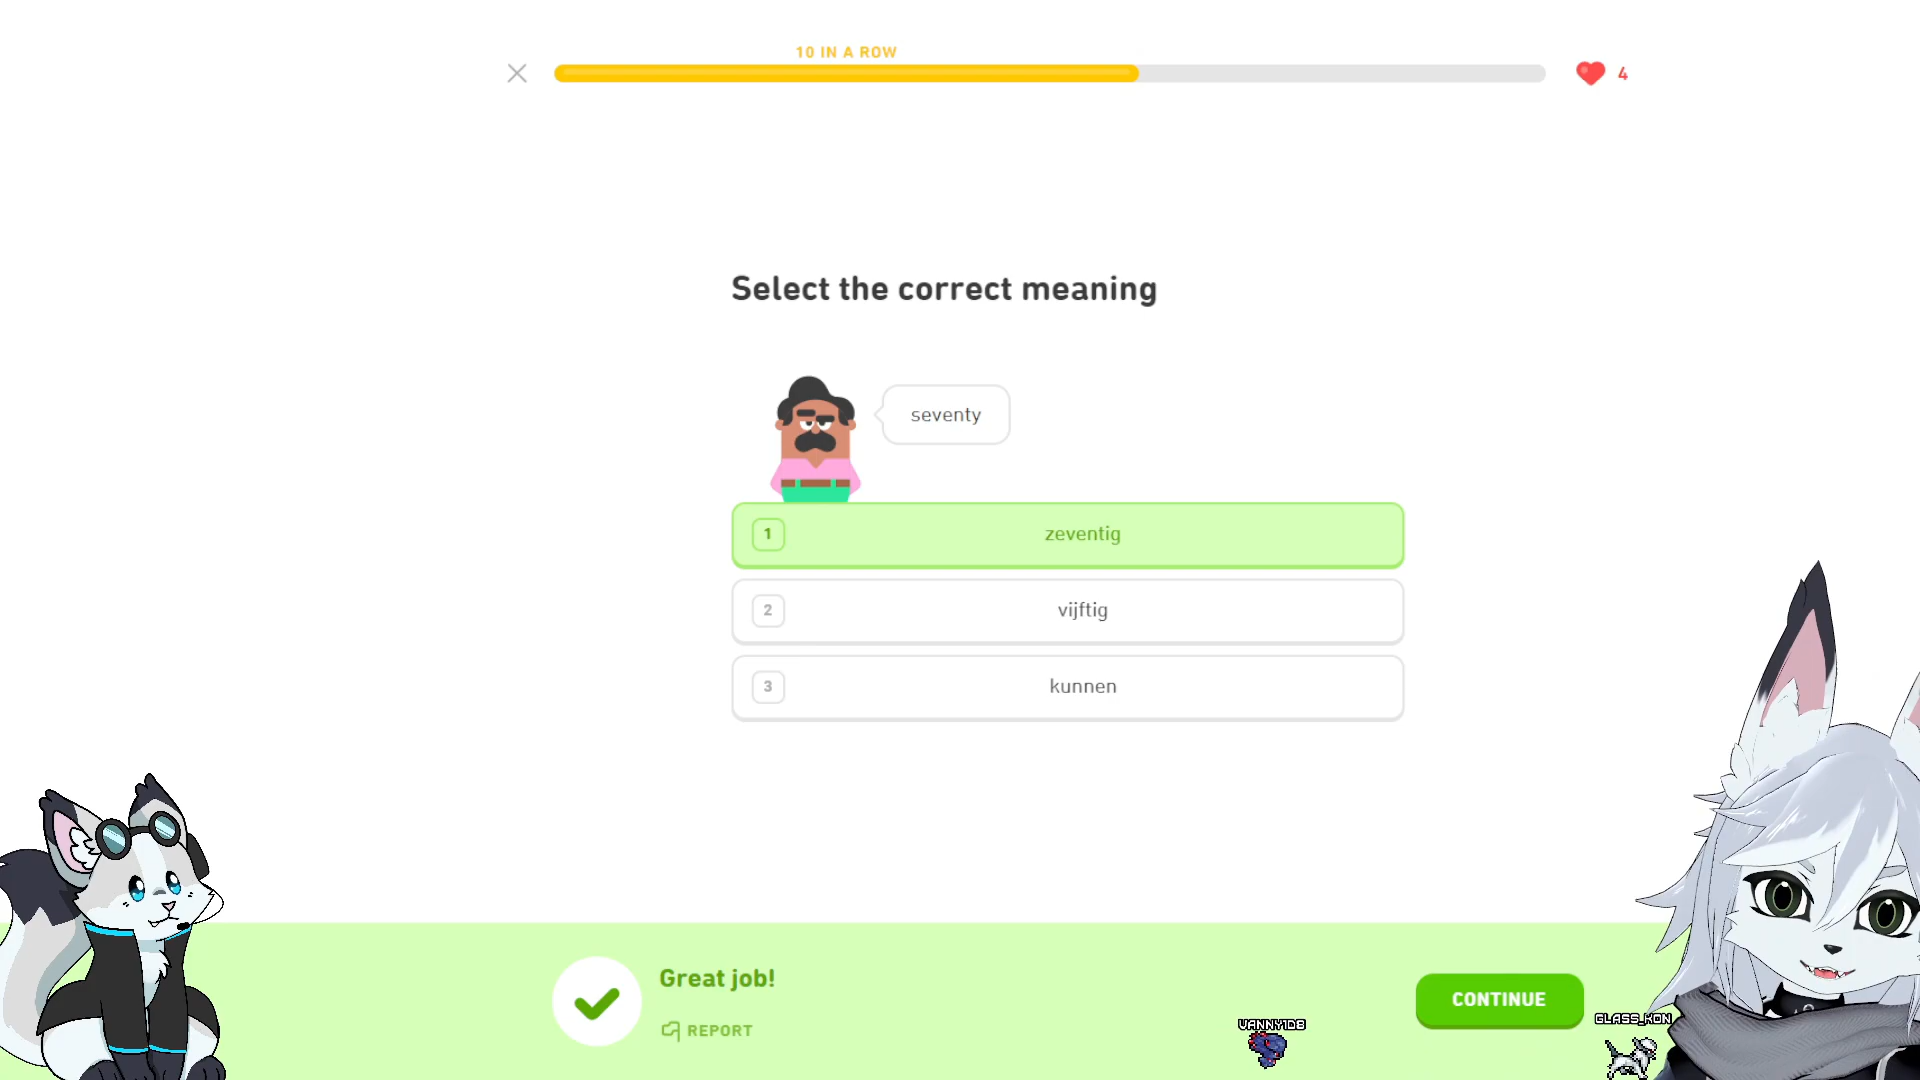 10 IN A ROW
4
Select the correct meaning
seventy
1 zeventig
2 vijftig
3 kunnen
Great job!
REPORT
CONTINUE
VANNY1DB
GLASS_KON